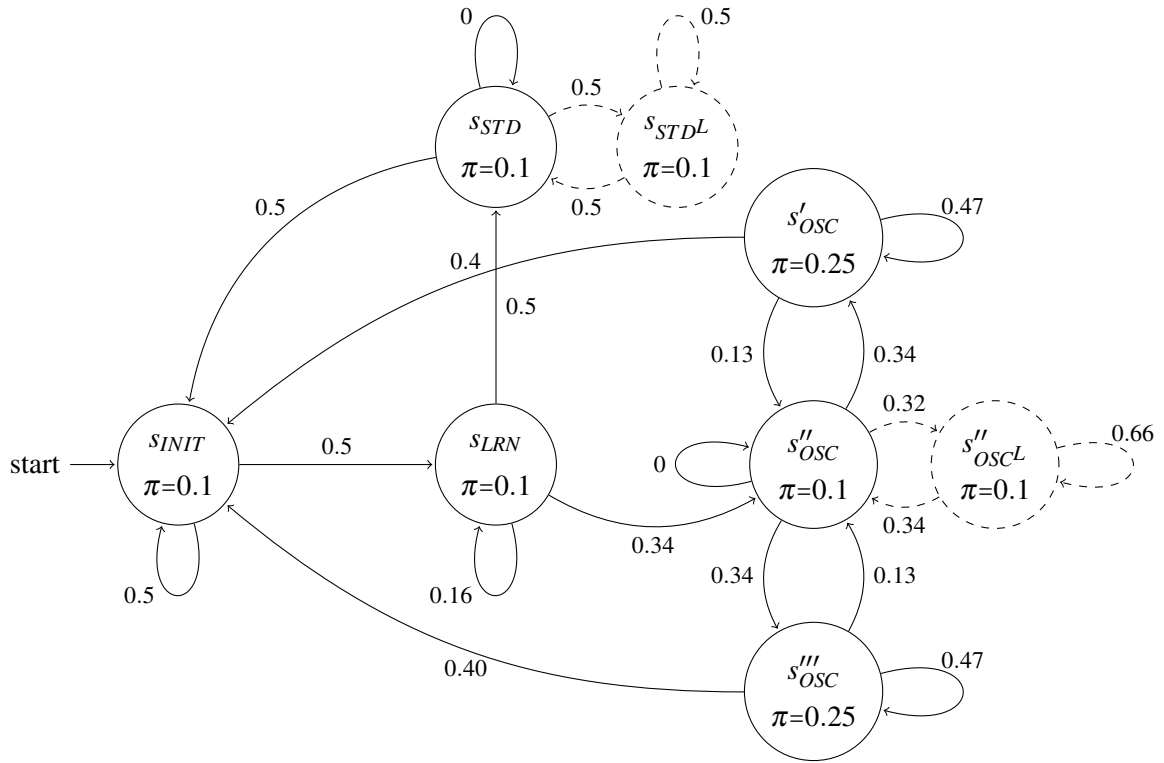 0
0.5
s_STD
π=0.1
0.5
0.5
s_STD^L
π=0.1
0.5
s′_OSC
π=0.25
0.47
0.4
0.5
0.13
0.34
start
s_INIT
π=0.1
0.5
0.5
s_LRN
π=0.1
0.16
0.34
0
s″_OSC
π=0.1
0.32
0.34
s″_OSC^L
π=0.1
0.66
0.34
0.13
0.40
s‴_OSC
π=0.25
0.47